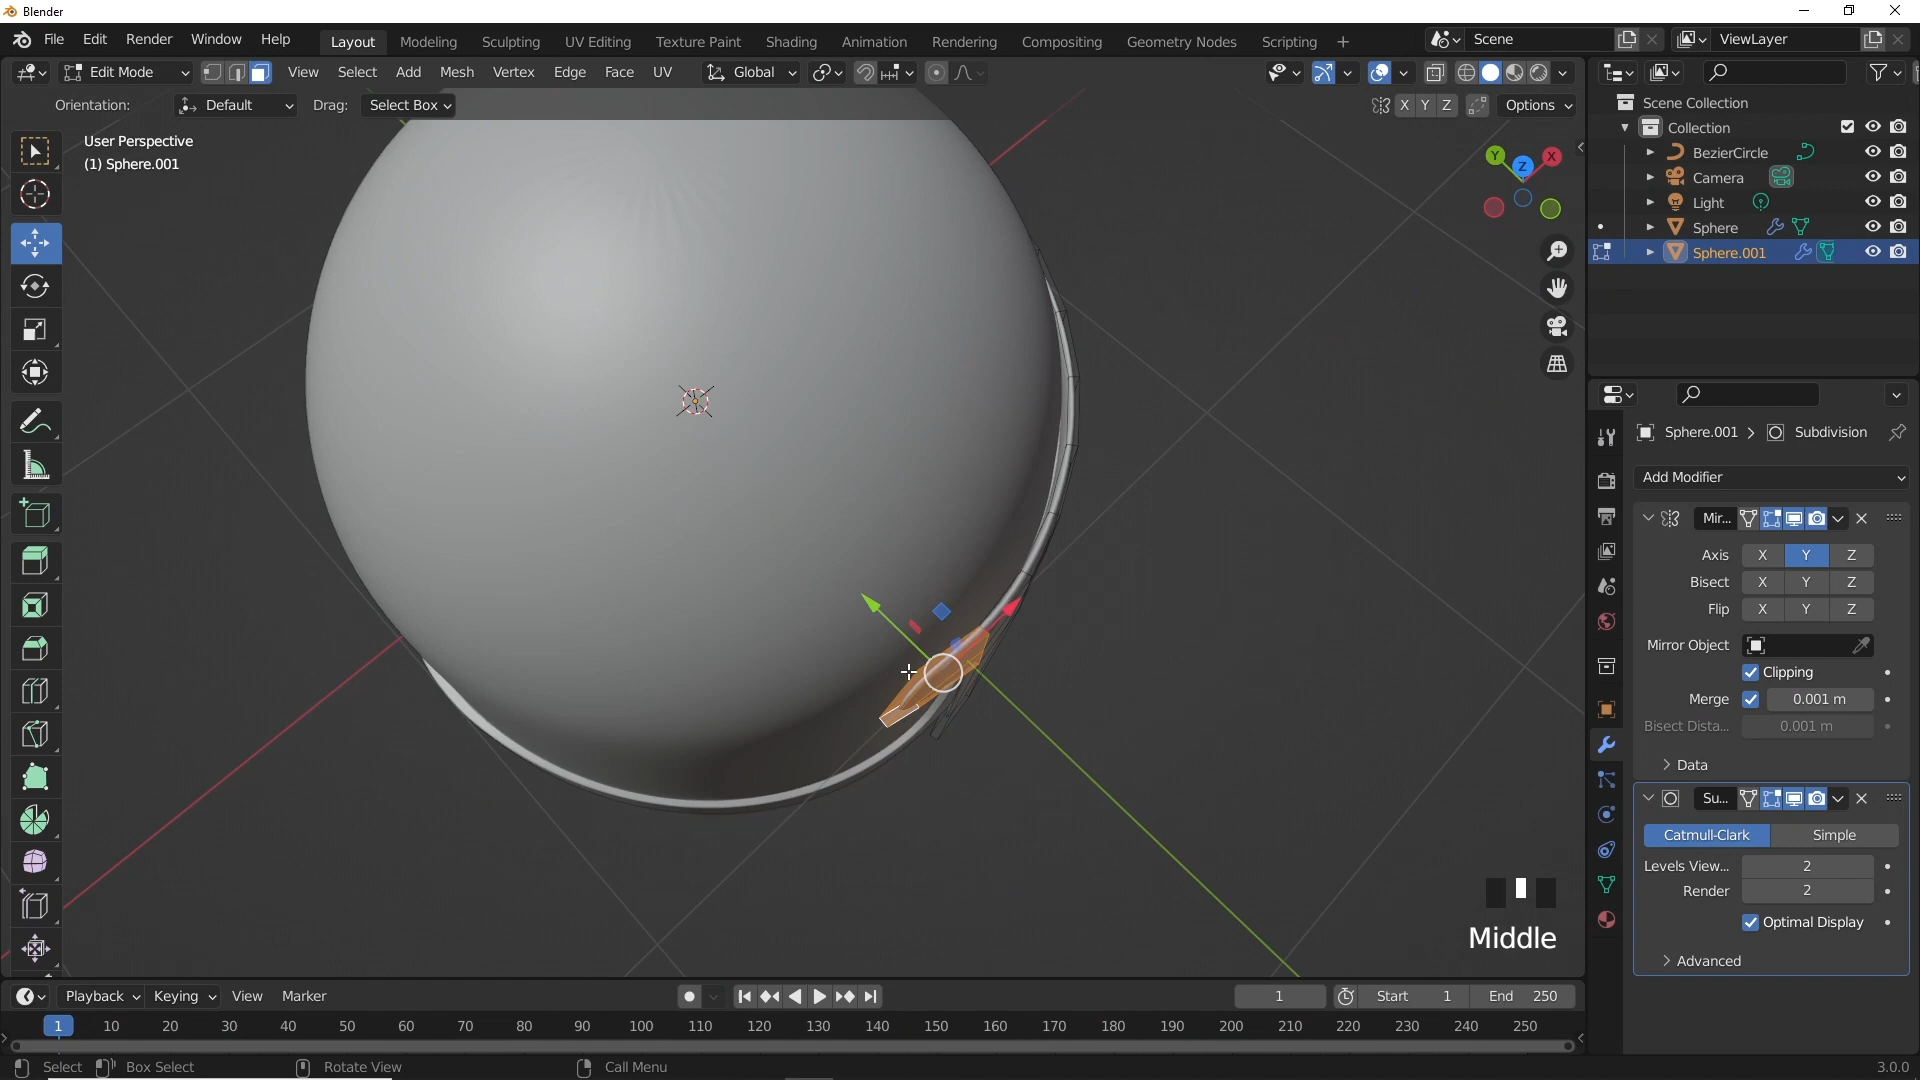 Blender
File Edit Render Window Help Layout Modeling Sculpting UV Editing Texture Paint Shading Animation Rendering Compositing Geometry Nodes Scripting + Scene ViewLayer
Edit Mode View Select Add Mesh Vertex Edge Face UV Global
Orientation: Default Drag: Select Box X Y Z Options
User Perspective
(1) Sphere.001
Y X Z
Scene Collection
Collection
BezierCircle
Camera
Light
Sphere
Sphere.001
Sphere.001 > Subdivision
Add Modifier
Mir...
Axis X Y Z
Bisect X Y Z
Flip X Y Z
Mirror Object
Clipping
Merge 0.001 m
Bisect Dista... 0.001 m
Data
Su...
Catmull-Clark Simple
Levels View... 2
Render 2
Optimal Display
Advanced
Middle
Playback Keying View Marker 1 Start 1 End 250
1 10 20 30 40 50 60 70 80 90 100 110 120 130 140 150 160 170 180 190 200 210 220 230 240 250
Select Box Select Rotate View Call Menu 3.0.0